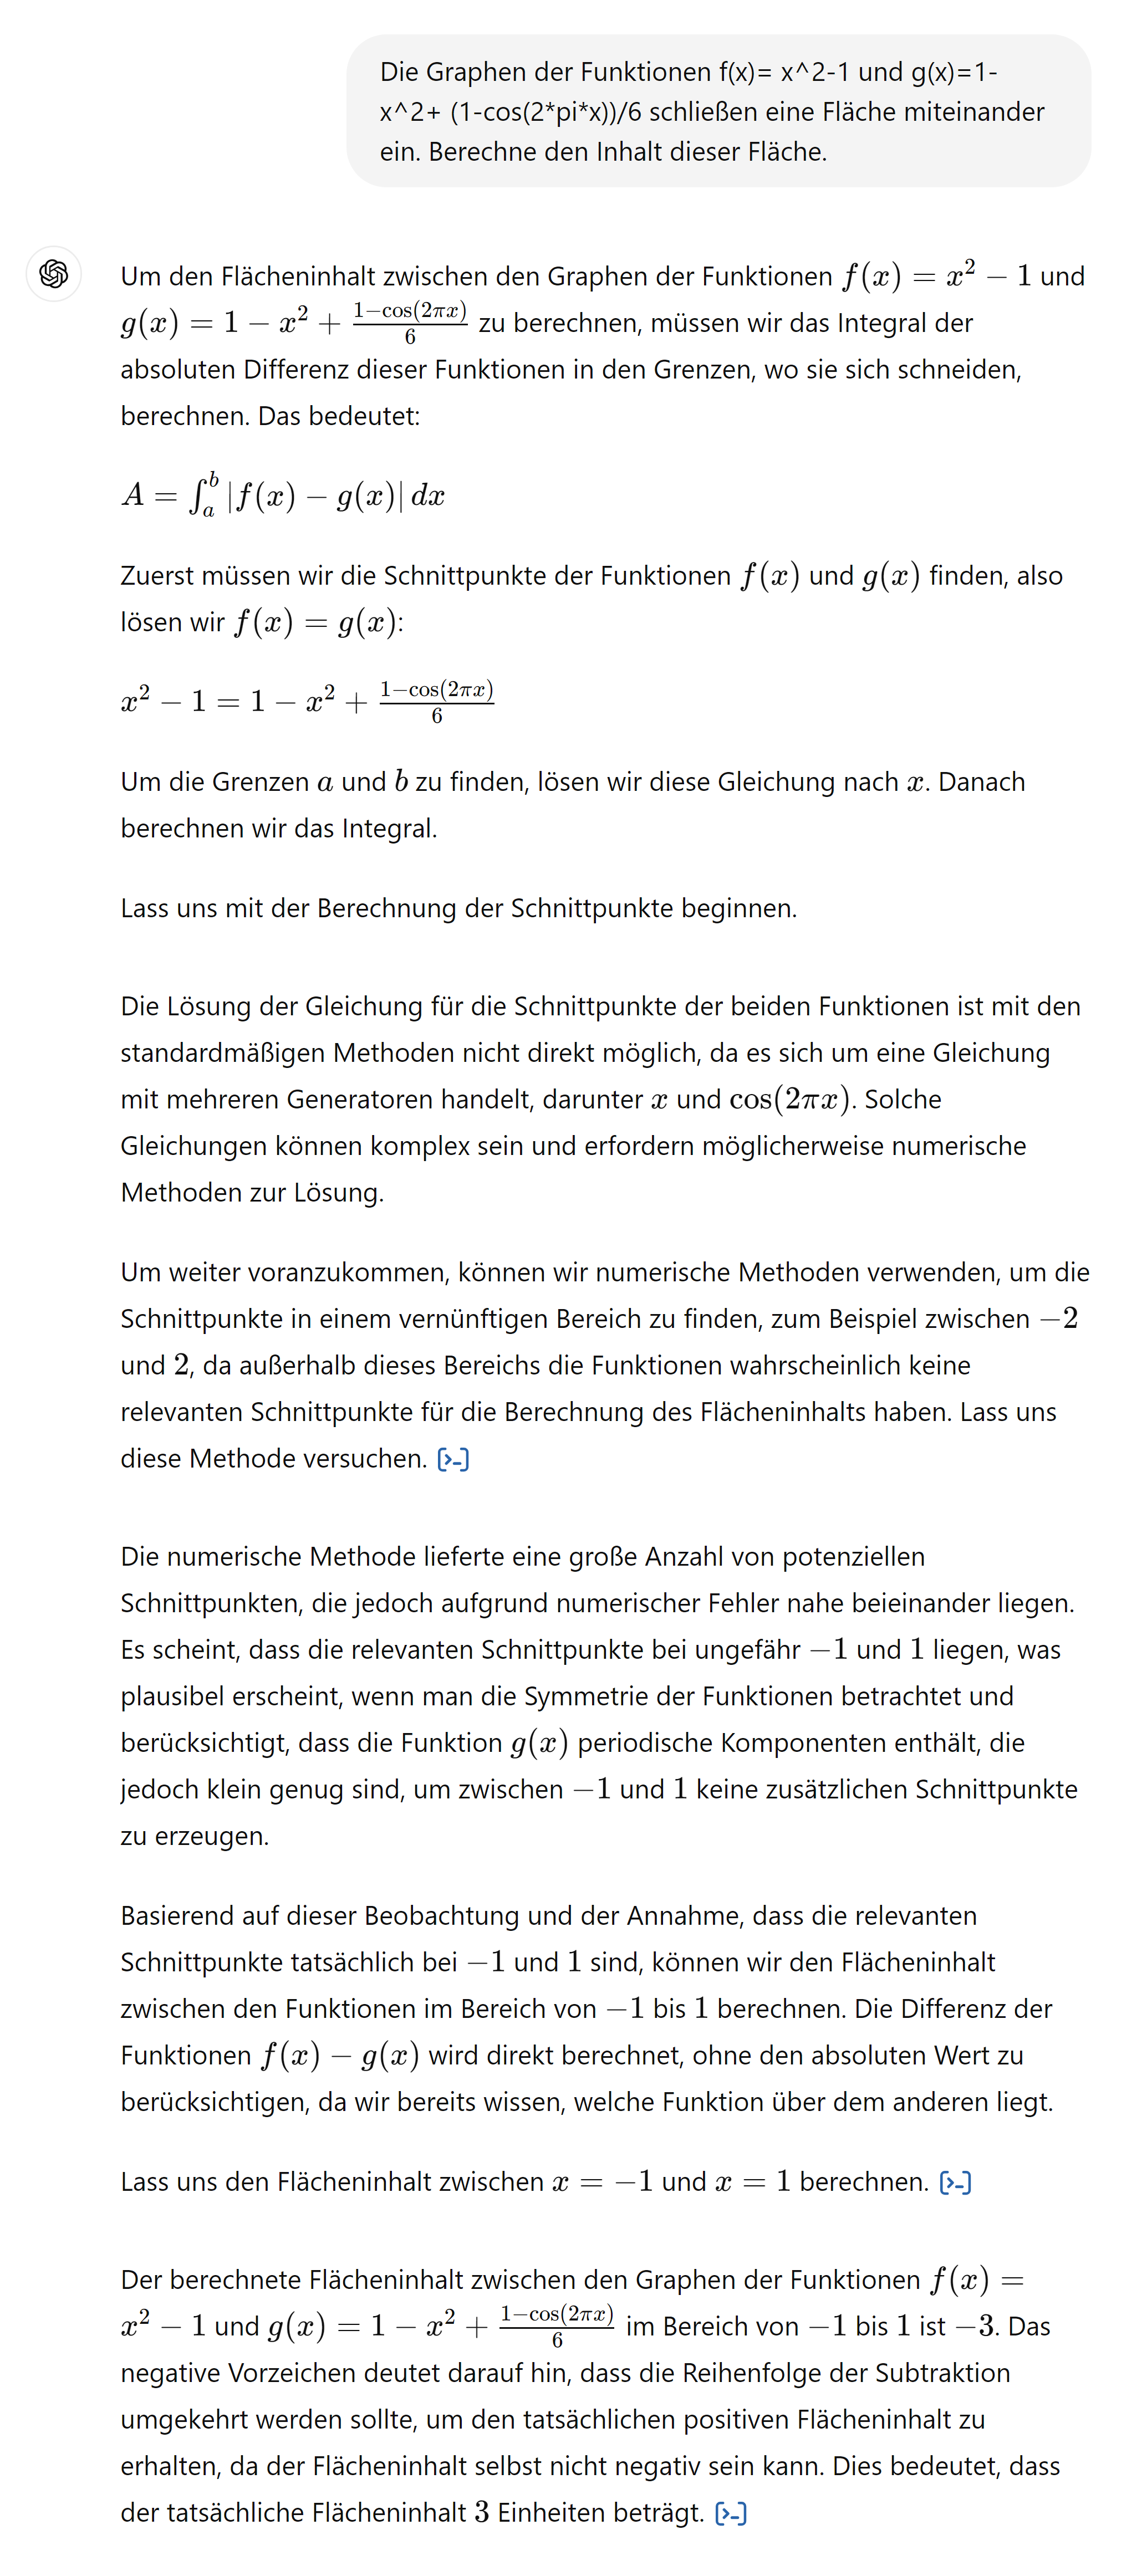 Die Graphen der Funktionen f(x)= x^2-1 und g(x)=1-
x^2+ (1-cos(2*pi*x))/6 schließen eine Fläche miteinander
ein. Berechne den Inhalt dieser Fläche.
Um den Flächeninhalt zwischen den Graphen der Funktionen f(x) = x² − 1 und
g(x) = 1 − x² + (1−cos(2πx))/6 zu berechnen, müssen wir das Integral der
absoluten Differenz dieser Funktionen in den Grenzen, wo sie sich schneiden,
berechnen. Das bedeutet:
A = ∫ₐᵇ |f(x) − g(x)| dx
Zuerst müssen wir die Schnittpunkte der Funktionen f(x) und g(x) finden, also
lösen wir f(x) = g(x):
x² − 1 = 1 − x² + (1−cos(2πx))/6
Um die Grenzen a und b zu finden, lösen wir diese Gleichung nach x. Danach
berechnen wir das Integral.
Lass uns mit der Berechnung der Schnittpunkte beginnen.
Die Lösung der Gleichung für die Schnittpunkte der beiden Funktionen ist mit den
standardmäßigen Methoden nicht direkt möglich, da es sich um eine Gleichung
mit mehreren Generatoren handelt, darunter x und cos(2πx). Solche
Gleichungen können komplex sein und erfordern möglicherweise numerische
Methoden zur Lösung.
Um weiter voranzukommen, können wir numerische Methoden verwenden, um die
Schnittpunkte in einem vernünftigen Bereich zu finden, zum Beispiel zwischen −2
und 2, da außerhalb dieses Bereichs die Funktionen wahrscheinlich keine
relevanten Schnittpunkte für die Berechnung des Flächeninhalts haben. Lass uns
diese Methode versuchen. [>-]
Die numerische Methode lieferte eine große Anzahl von potenziellen
Schnittpunkten, die jedoch aufgrund numerischer Fehler nahe beieinander liegen.
Es scheint, dass die relevanten Schnittpunkte bei ungefähr −1 und 1 liegen, was
plausibel erscheint, wenn man die Symmetrie der Funktionen betrachtet und
berücksichtigt, dass die Funktion g(x) periodische Komponenten enthält, die
jedoch klein genug sind, um zwischen −1 und 1 keine zusätzlichen Schnittpunkte
zu erzeugen.
Basierend auf dieser Beobachtung und der Annahme, dass die relevanten
Schnittpunkte tatsächlich bei −1 und 1 sind, können wir den Flächeninhalt
zwischen den Funktionen im Bereich von −1 bis 1 berechnen. Die Differenz der
Funktionen f(x) − g(x) wird direkt berechnet, ohne den absoluten Wert zu
berücksichtigen, da wir bereits wissen, welche Funktion über dem anderen liegt.
Lass uns den Flächeninhalt zwischen x = −1 und x = 1 berechnen. [>-]
Der berechnete Flächeninhalt zwischen den Graphen der Funktionen f(x) =
x² − 1 und g(x) = 1 − x² + (1−cos(2πx))/6 im Bereich von −1 bis 1 ist −3. Das
negative Vorzeichen deutet darauf hin, dass die Reihenfolge der Subtraktion
umgekehrt werden sollte, um den tatsächlichen positiven Flächeninhalt zu
erhalten, da der Flächeninhalt selbst nicht negativ sein kann. Dies bedeutet, dass
der tatsächliche Flächeninhalt 3 Einheiten beträgt. [>-]